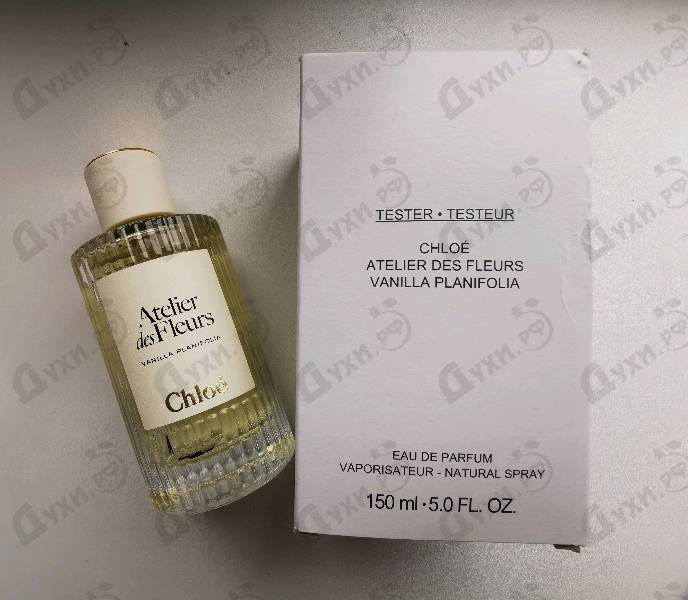 Atelier
des Fleurs
VANILLA PLANIFOLIA
Chloé
TESTER • TESTEUR
CHLOÉ
ATELIER DES FLEURS
VANILLA PLANIFOLIA
EAU DE PARFUM
VAPORISATEUR - NATURAL SPRAY
150 ml • 5.0 FL. OZ.
Духи.рф